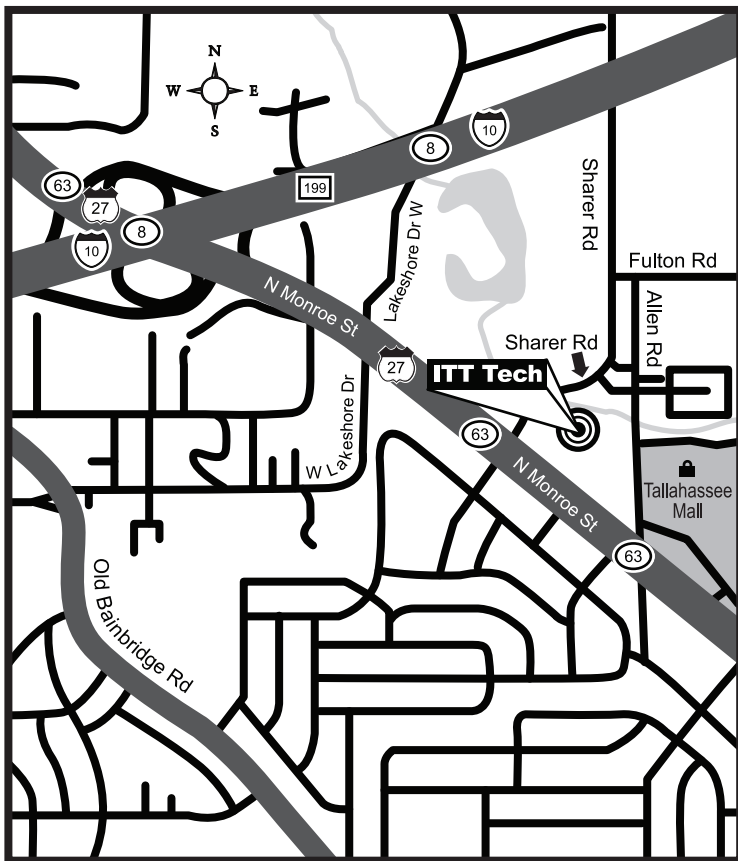 N
W
E
S
10
8
63
199
27
8
10
Sharer Rd
Lakeshore Dr W
Fulton Rd
N Monroe St
Allen Rd
Sharer Rd
27
ITT Tech
63
W Lakeshore Dr
N Monroe St
Tallahassee
Mall
63
Old Bainbridge Rd